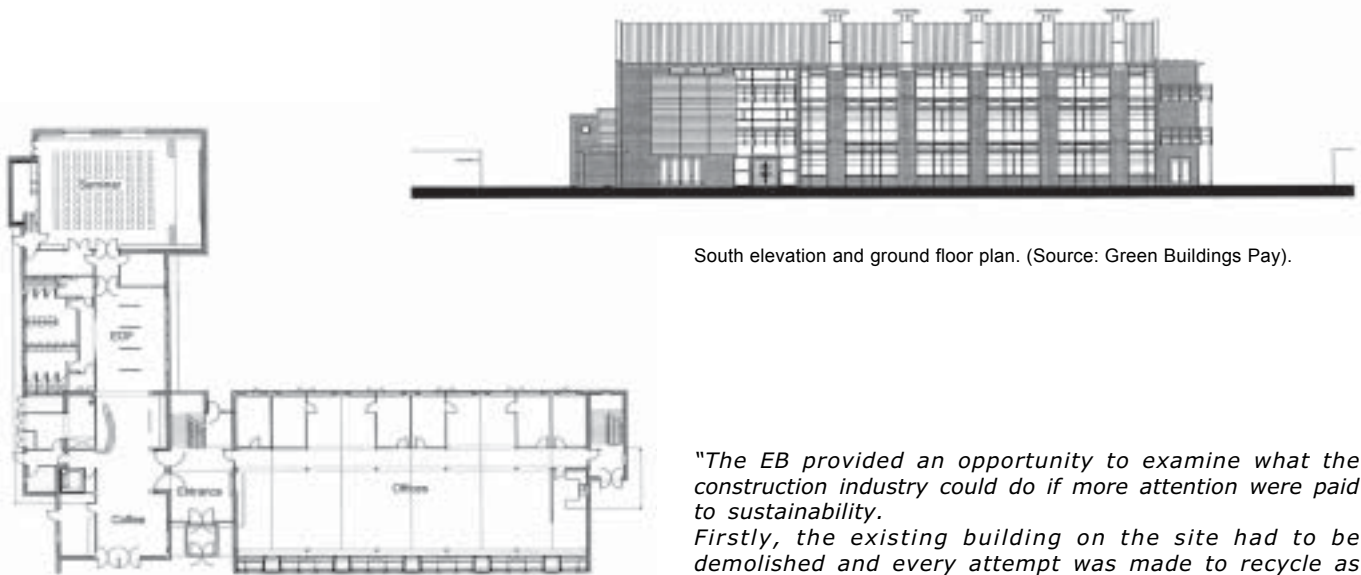 South elevation and ground floor plan. (Source: Green Buildings Pay).
Seminar
EOF
Entrance
Offices
Coffee
"The EB provided an opportunity to examine what the
construction industry could do if more attention were paid
to sustainability.
Firstly, the existing building on the site had to be
demolished and every attempt was made to recycle as